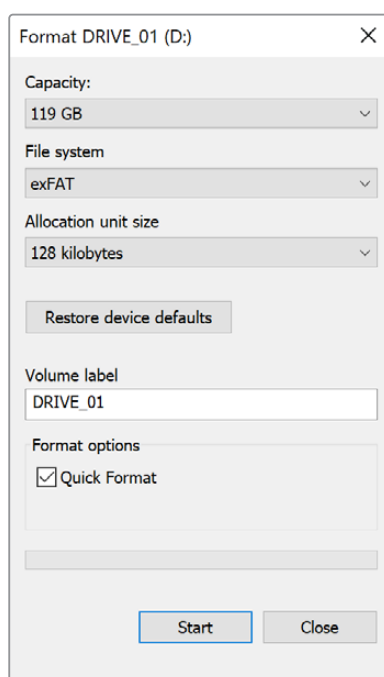 Format DRIVE_01 (D:)
Capacity:
119 GB
File system
exFAT
Allocation unit size
128 kilobytes
Restore device defaults
Volume label
DRIVE_01
Format options
Quick Format
Start Close